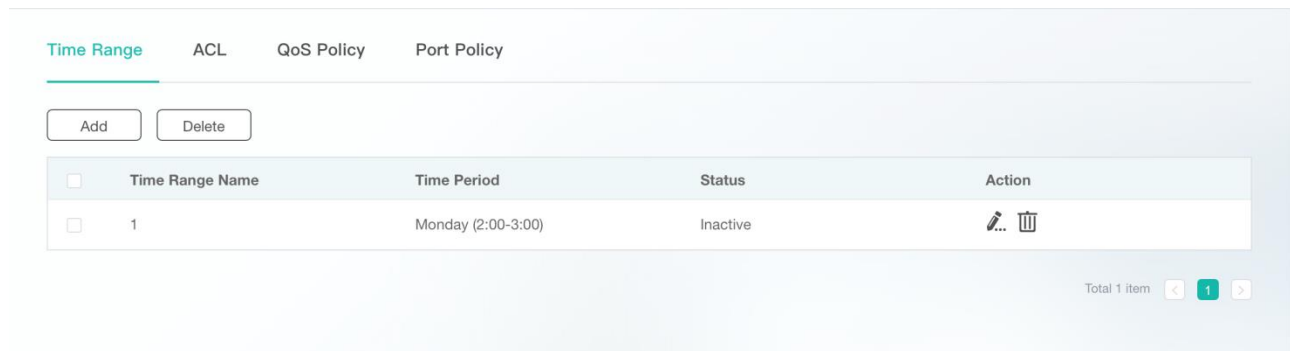 Time Range ACL QoS Policy Port Policy
Add Delete
Time Range Name Time Period Status Action
1 Monday (2:00-3:00) Inactive
Total 1 item < 1 >